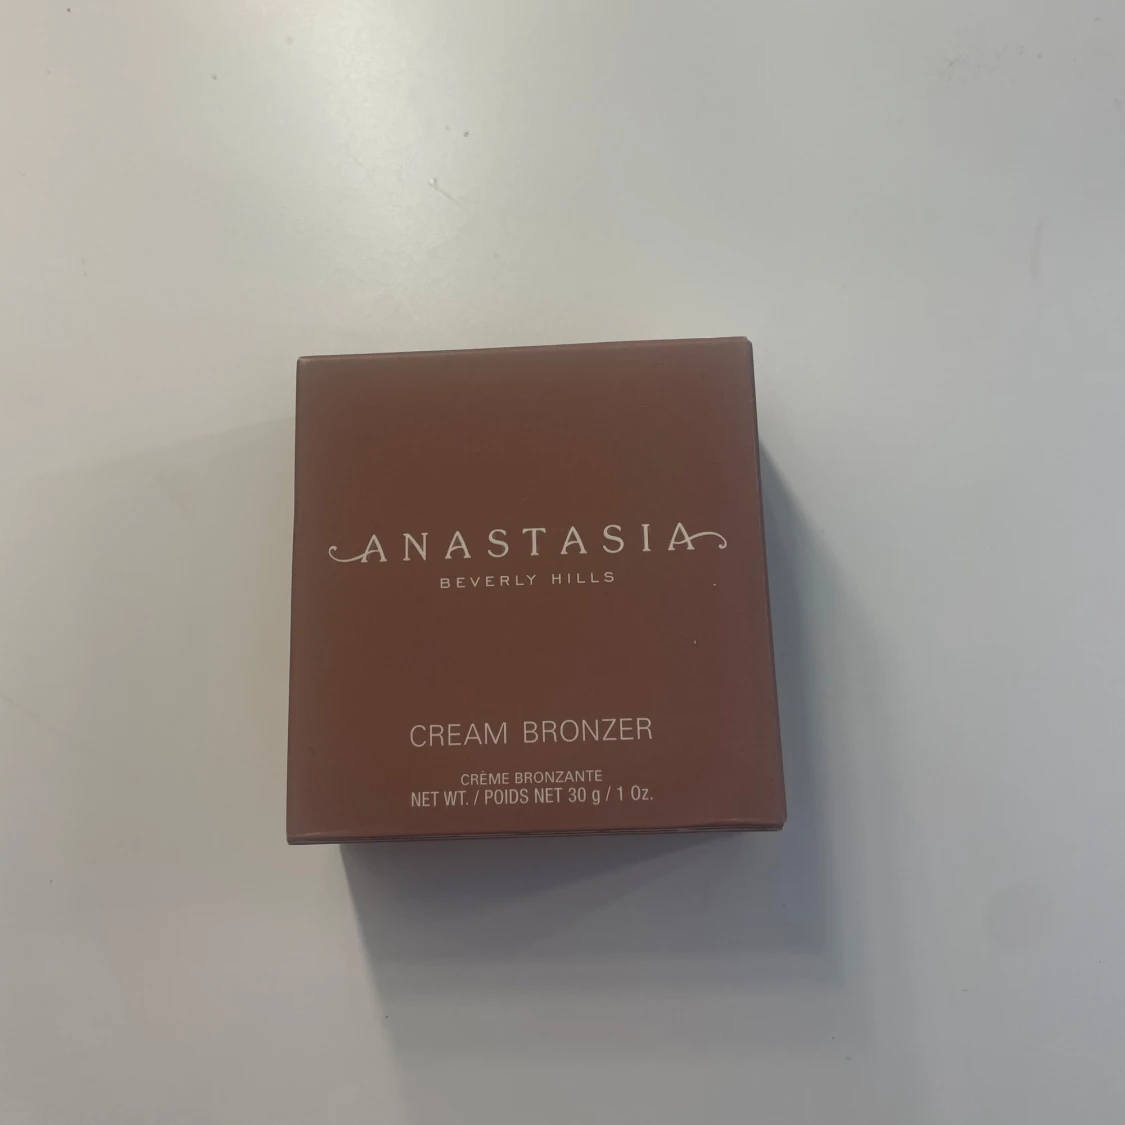 ANASTASIA
BEVERLY HILLS
CREAM BRONZER
CRÈME BRONZANTE
NET WT. / POIDS NET 30 g / 1 Oz.